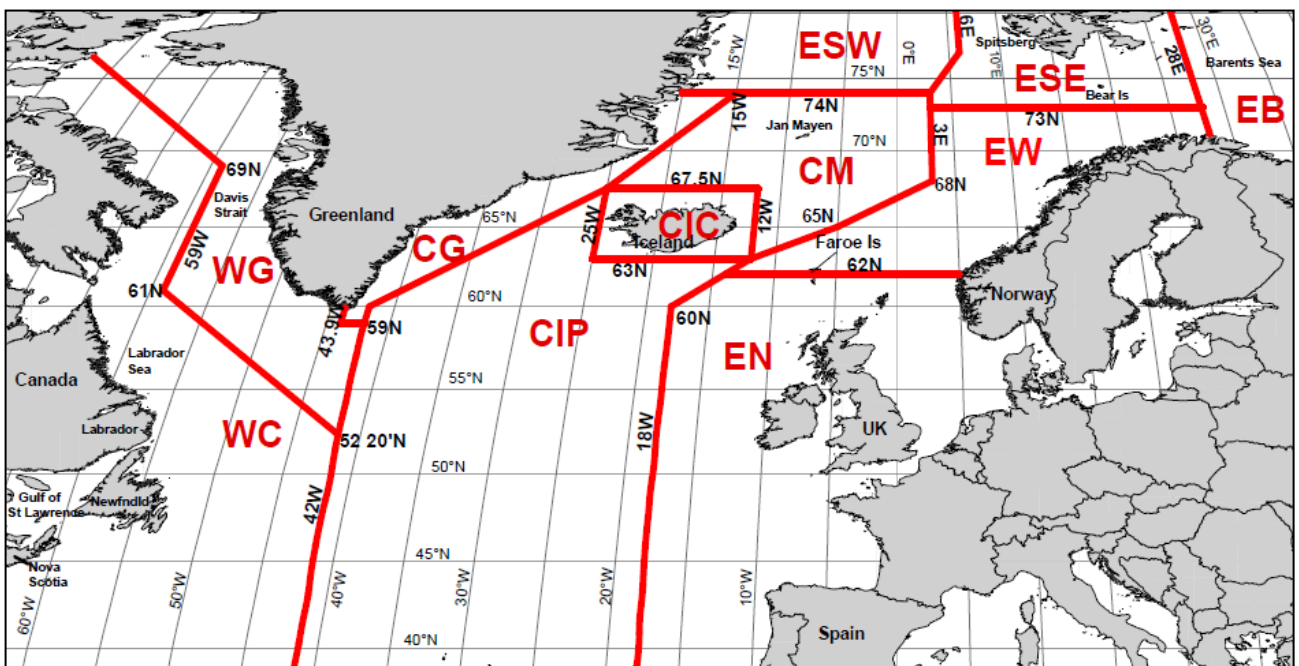 ESW
6E
Spitsberg
10°E
28E
30°E
Barents Sea
15°W
0°E
75°N
ESE
Bear Is
EB
15W
74N
73N
Jan Mayen
3E
EW
70°N
69N
67.5N
CM
68N
Davis
Strait
Greenland
65°N
25W
CIC
12W
65N
59W
WG
CG
Iceland
Faroe Is
63N
62N
61N
60°N
Norway
43.9W
59N
60N
CIP
EN
Labrador
Sea
Canada
55°N
Labrador
WC
52 20'N
18W
UK
50°N
Gulf of
St Lawrence
Newfndld
42W
45°N
Nova
Scotia
60°W
50°W
40°W
30°W
20°W
10°W
Spain
40°N